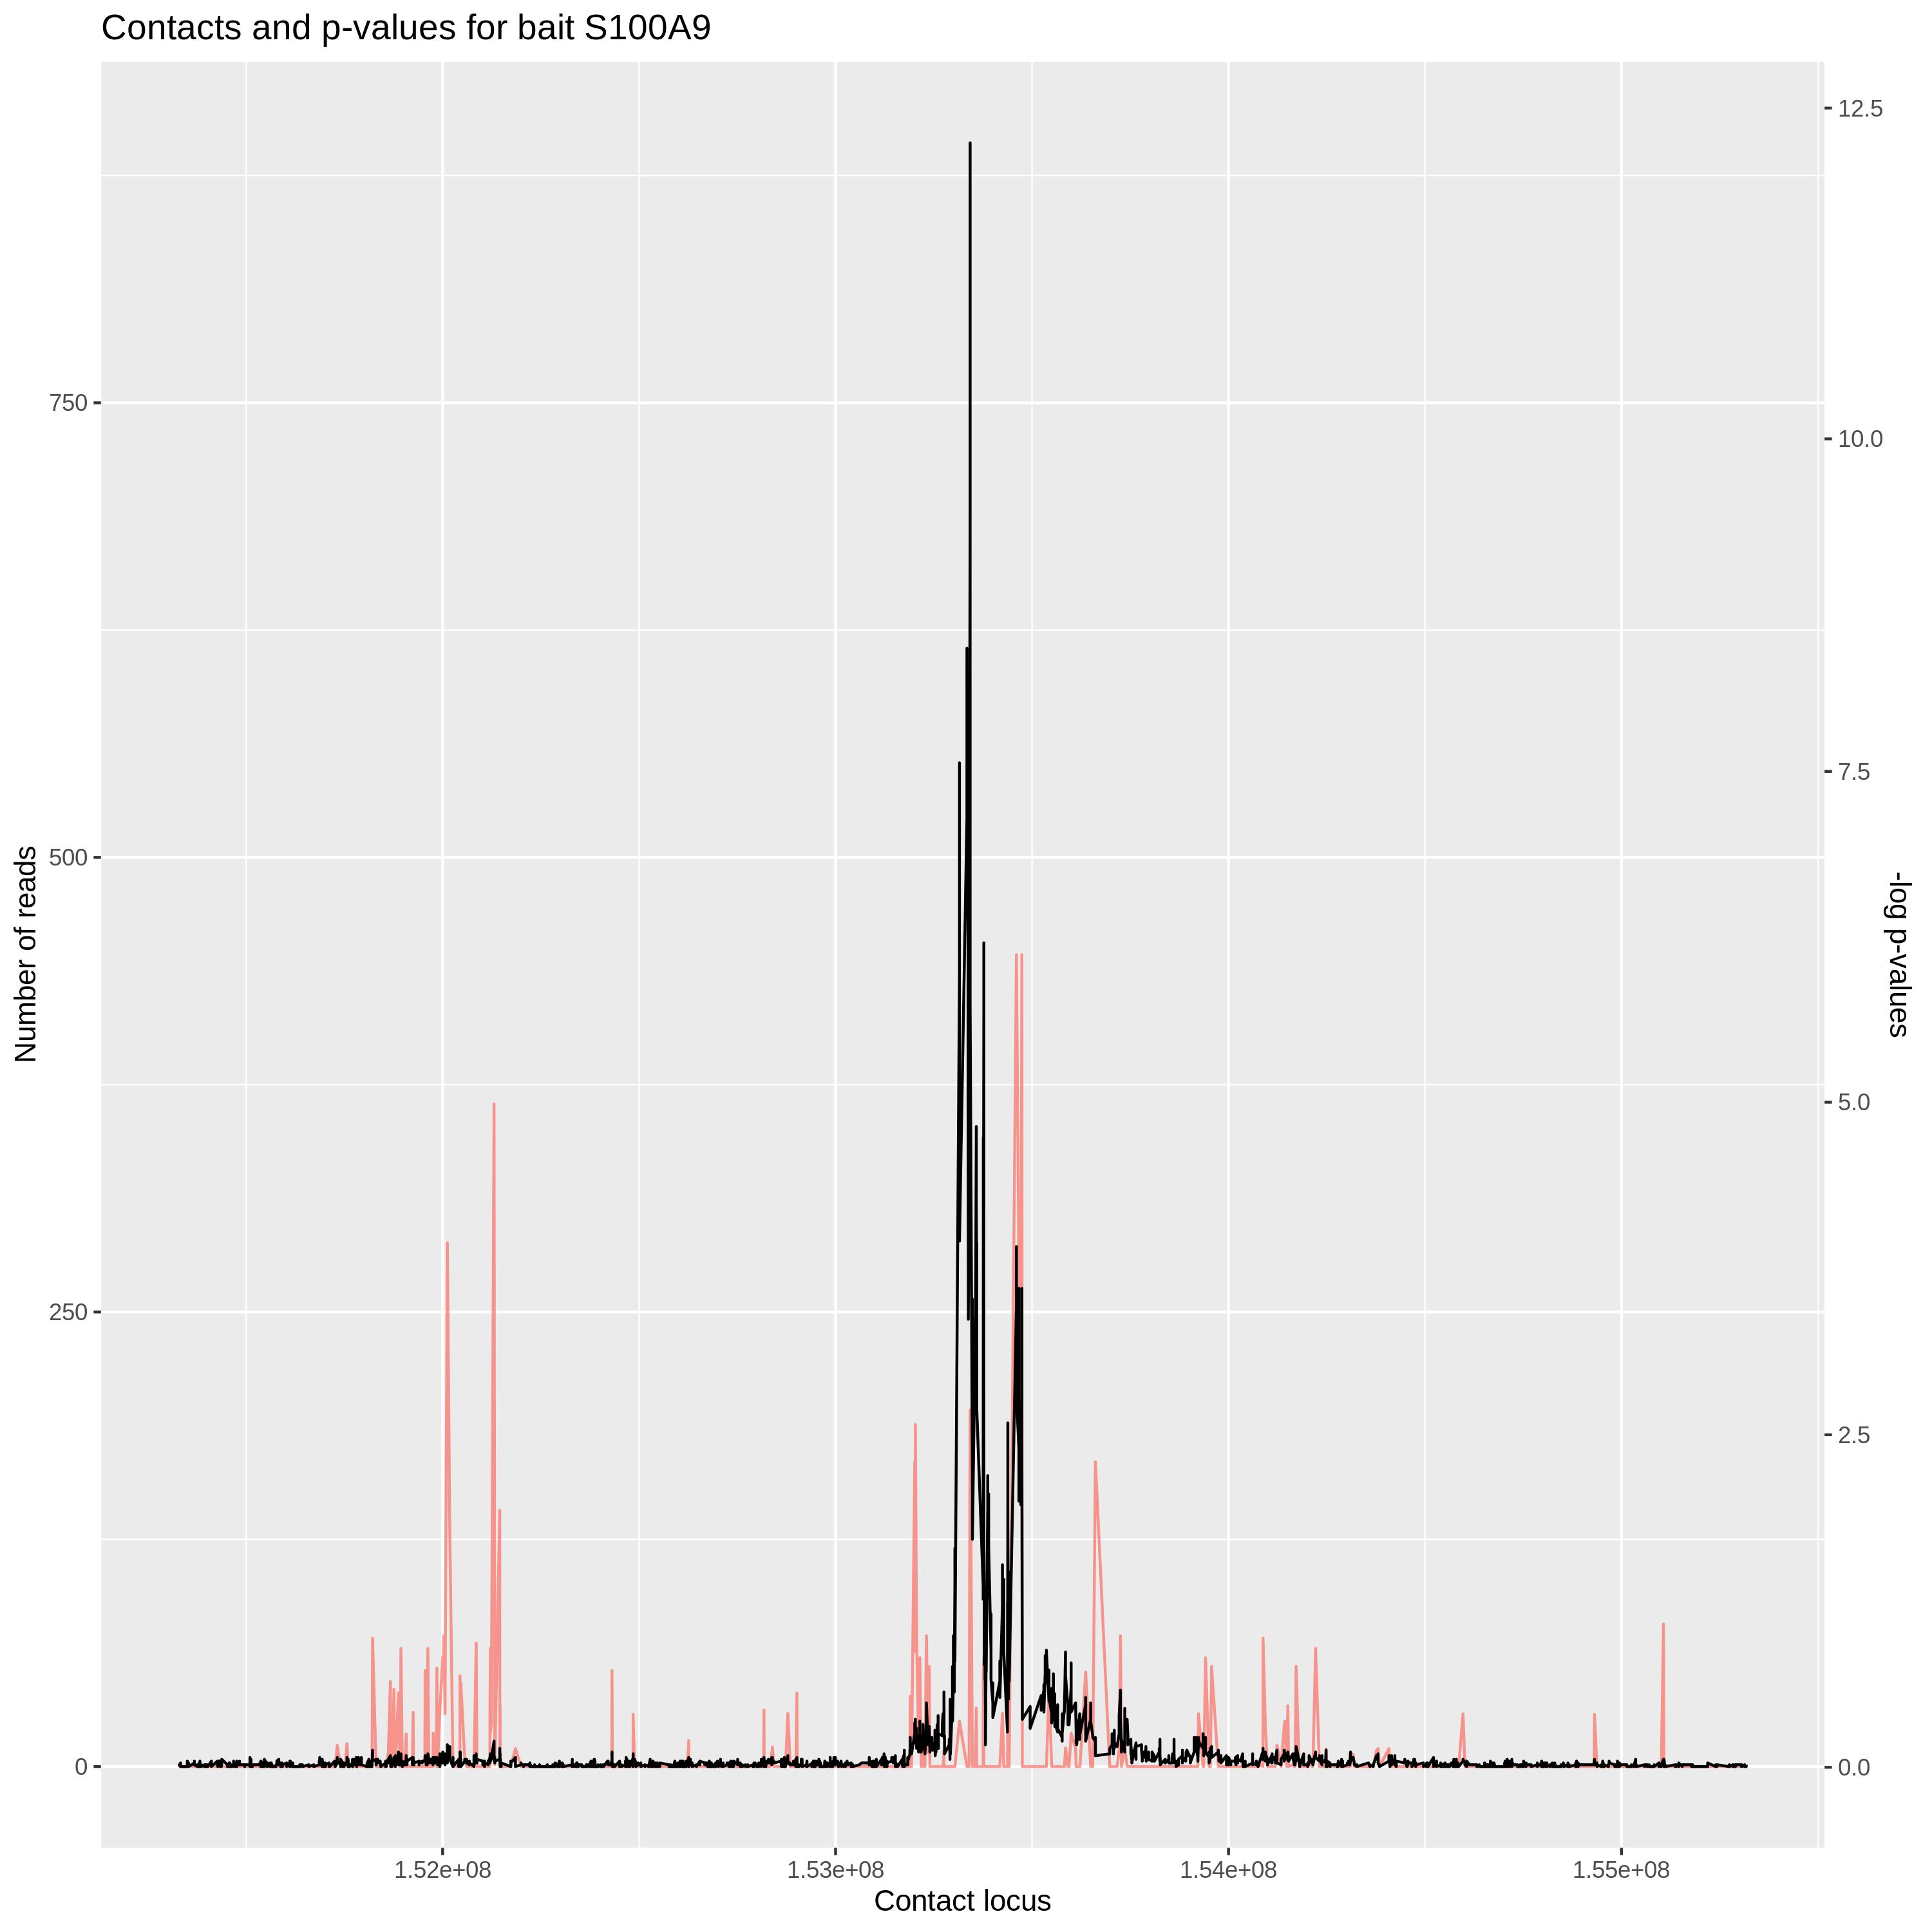 Contacts and p-values for bait S100A9
12.5
750
10.0
7.5
500
Number of reads
-log p-values
5.0
250
2.5
0
0.0
1.52e+08
1.53e+08
1.54e+08
1.55e+08
Contact locus